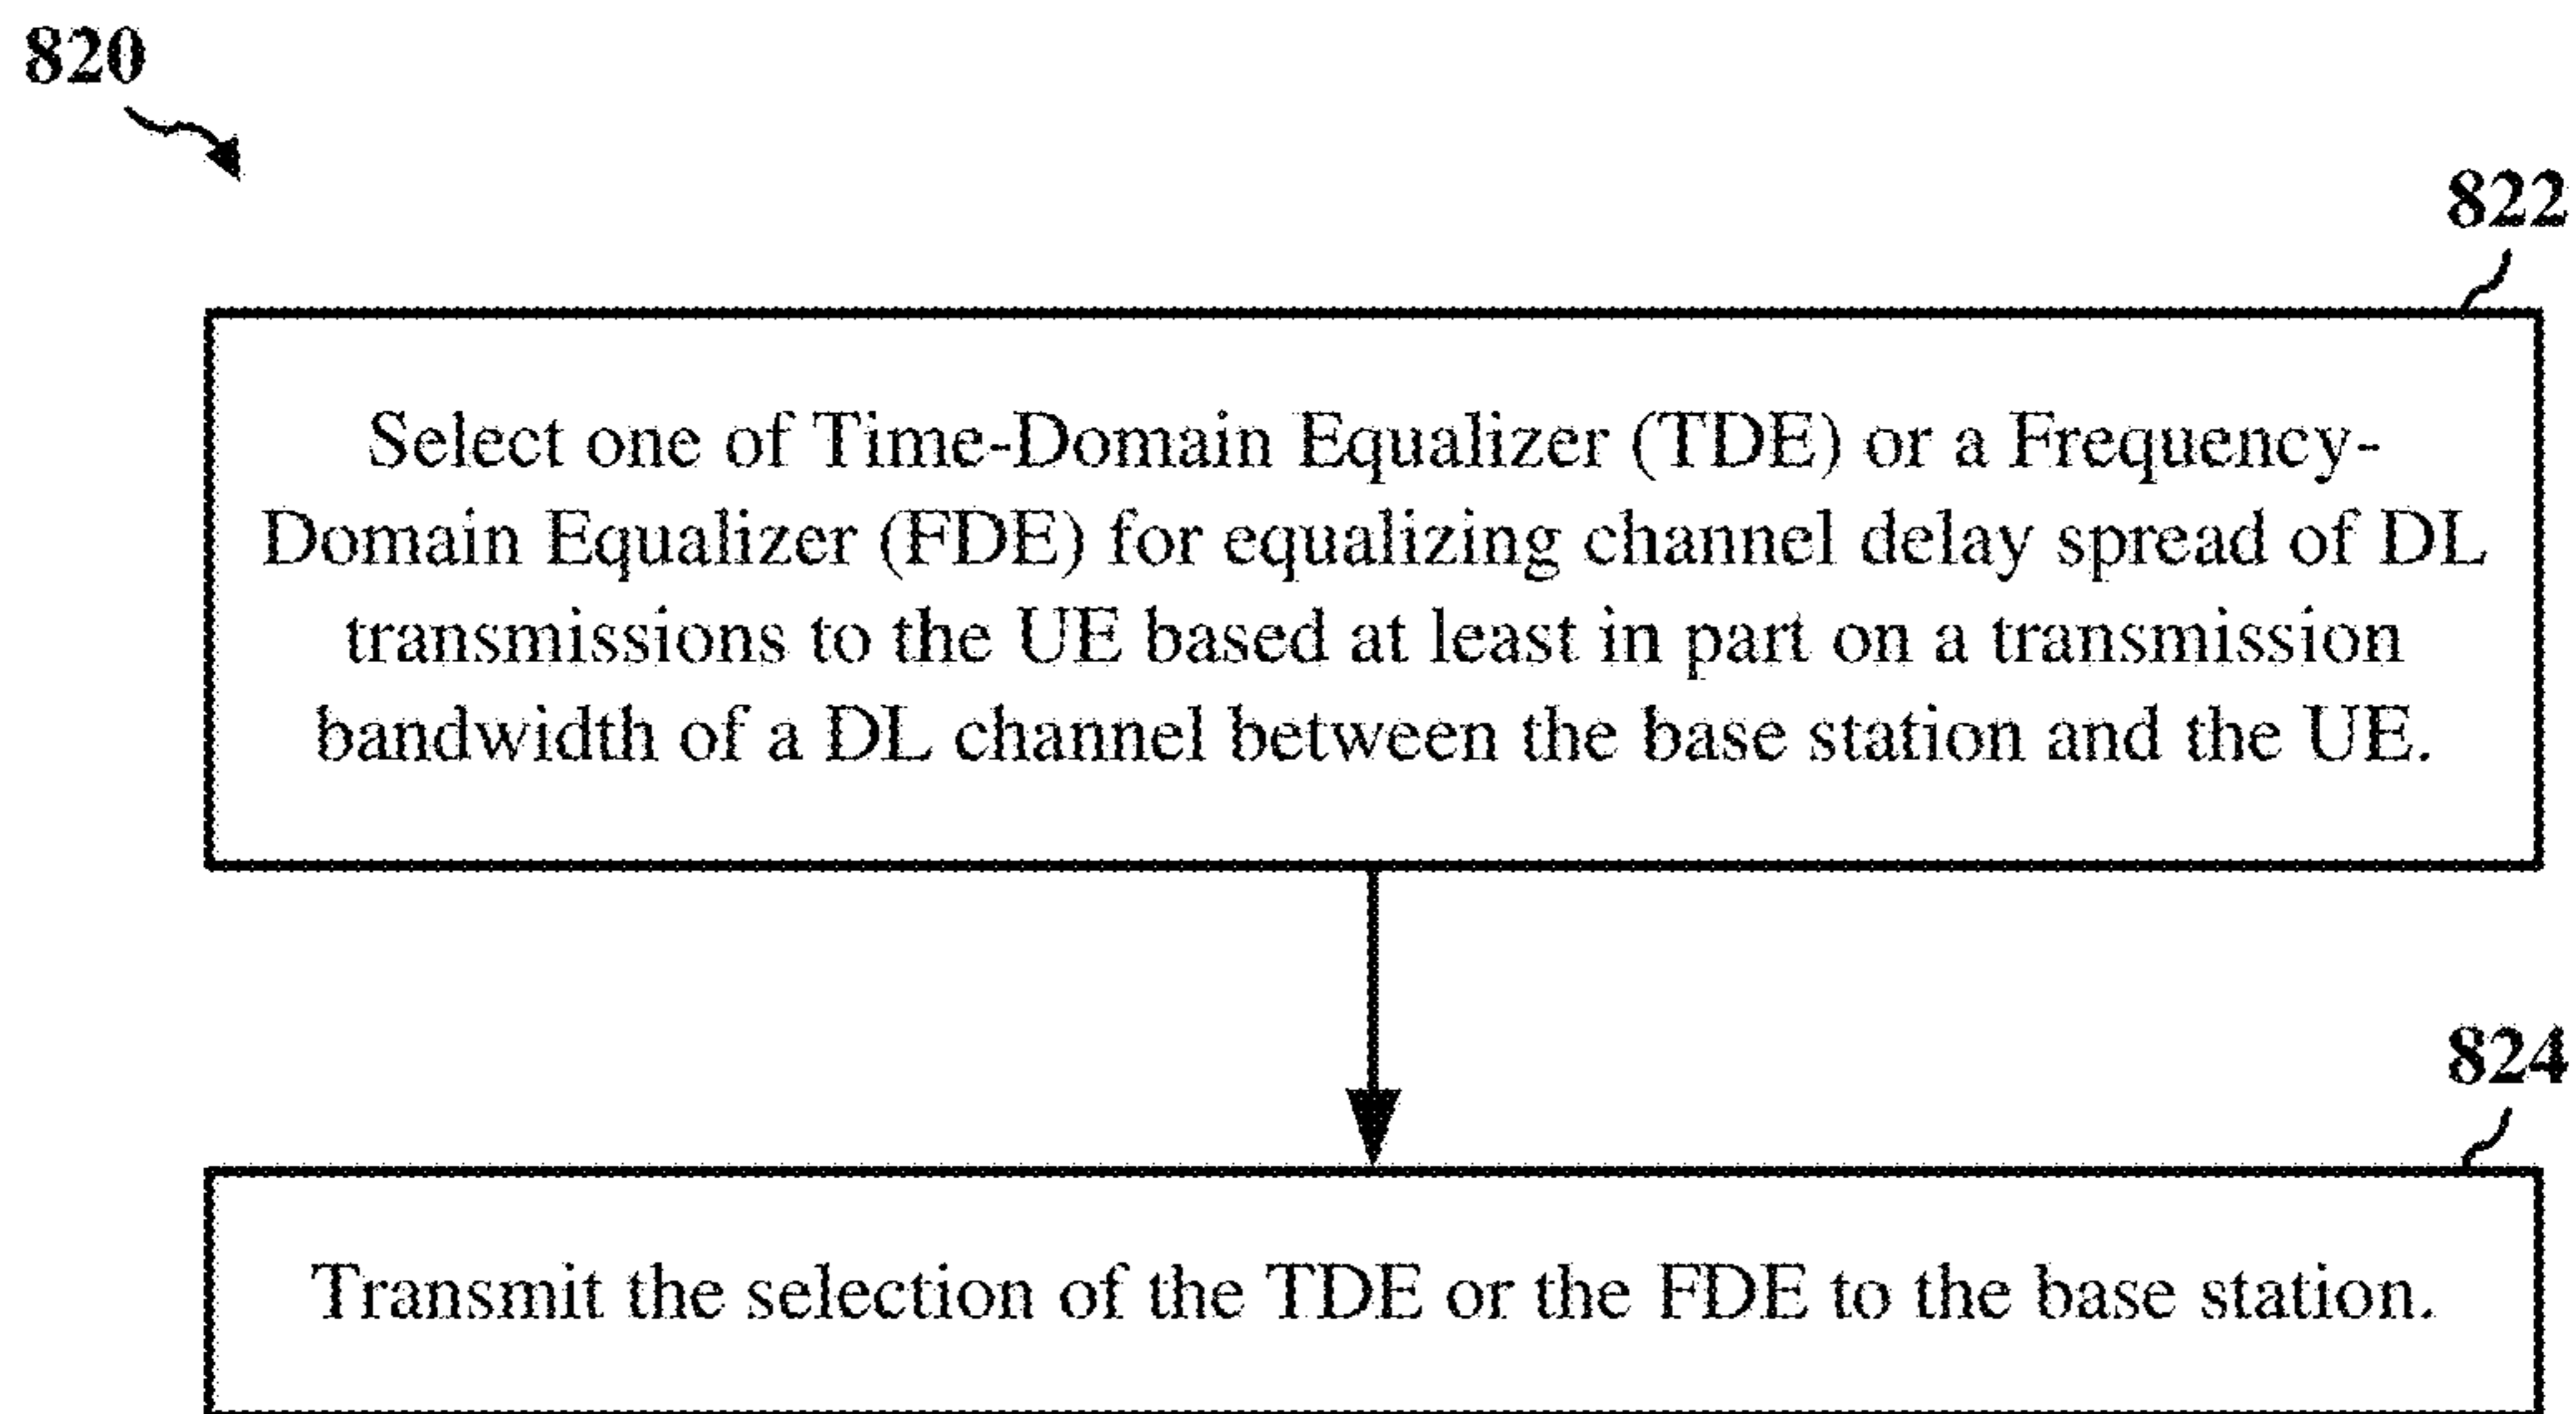 820
822
Select one of Time-Domain Equalizer (TDE) or a Frequency-
Domain Equalizer (FDE) for equalizing channel delay spread of DL
transmissions to the UE based at least in part on a transmission
bandwidth of a DL channel between the base station and the UE.
824
Transmit the selection of the TDE or the FDE to the base station.